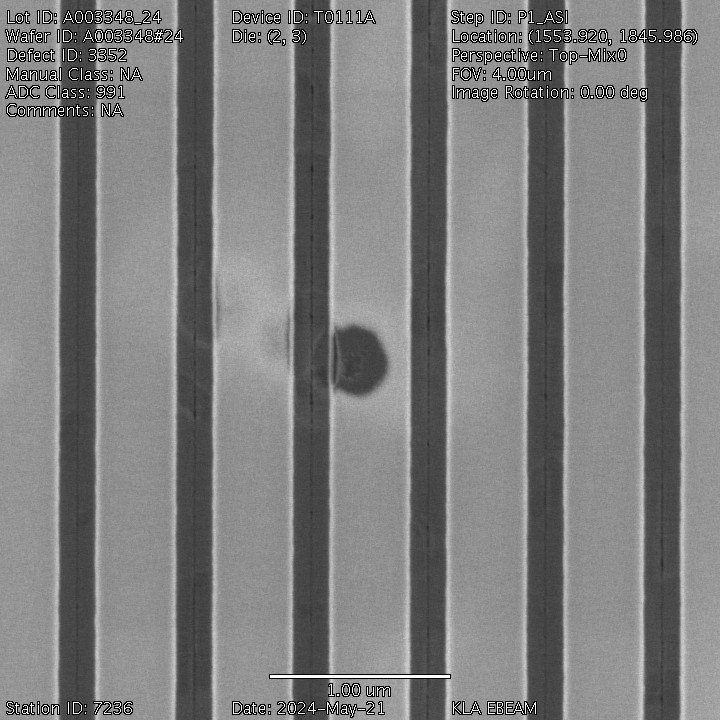 Lot ID: A003348_24
Wafer ID: A003348#24
Defect ID: 3352
Manual Class: NA
ADC Class: 991
Comments: NA
Device ID: T0111A
Die: (2, 3)
Step ID: P1_ASI
Location: (1553.920, 1845.986)
Perspective: Top-Mix0
FOV: 4.00um
Image Rotation: 0.00 deg
1.00 um
Station ID: 7236
Date: 2024-May-21
KLA EBEAM